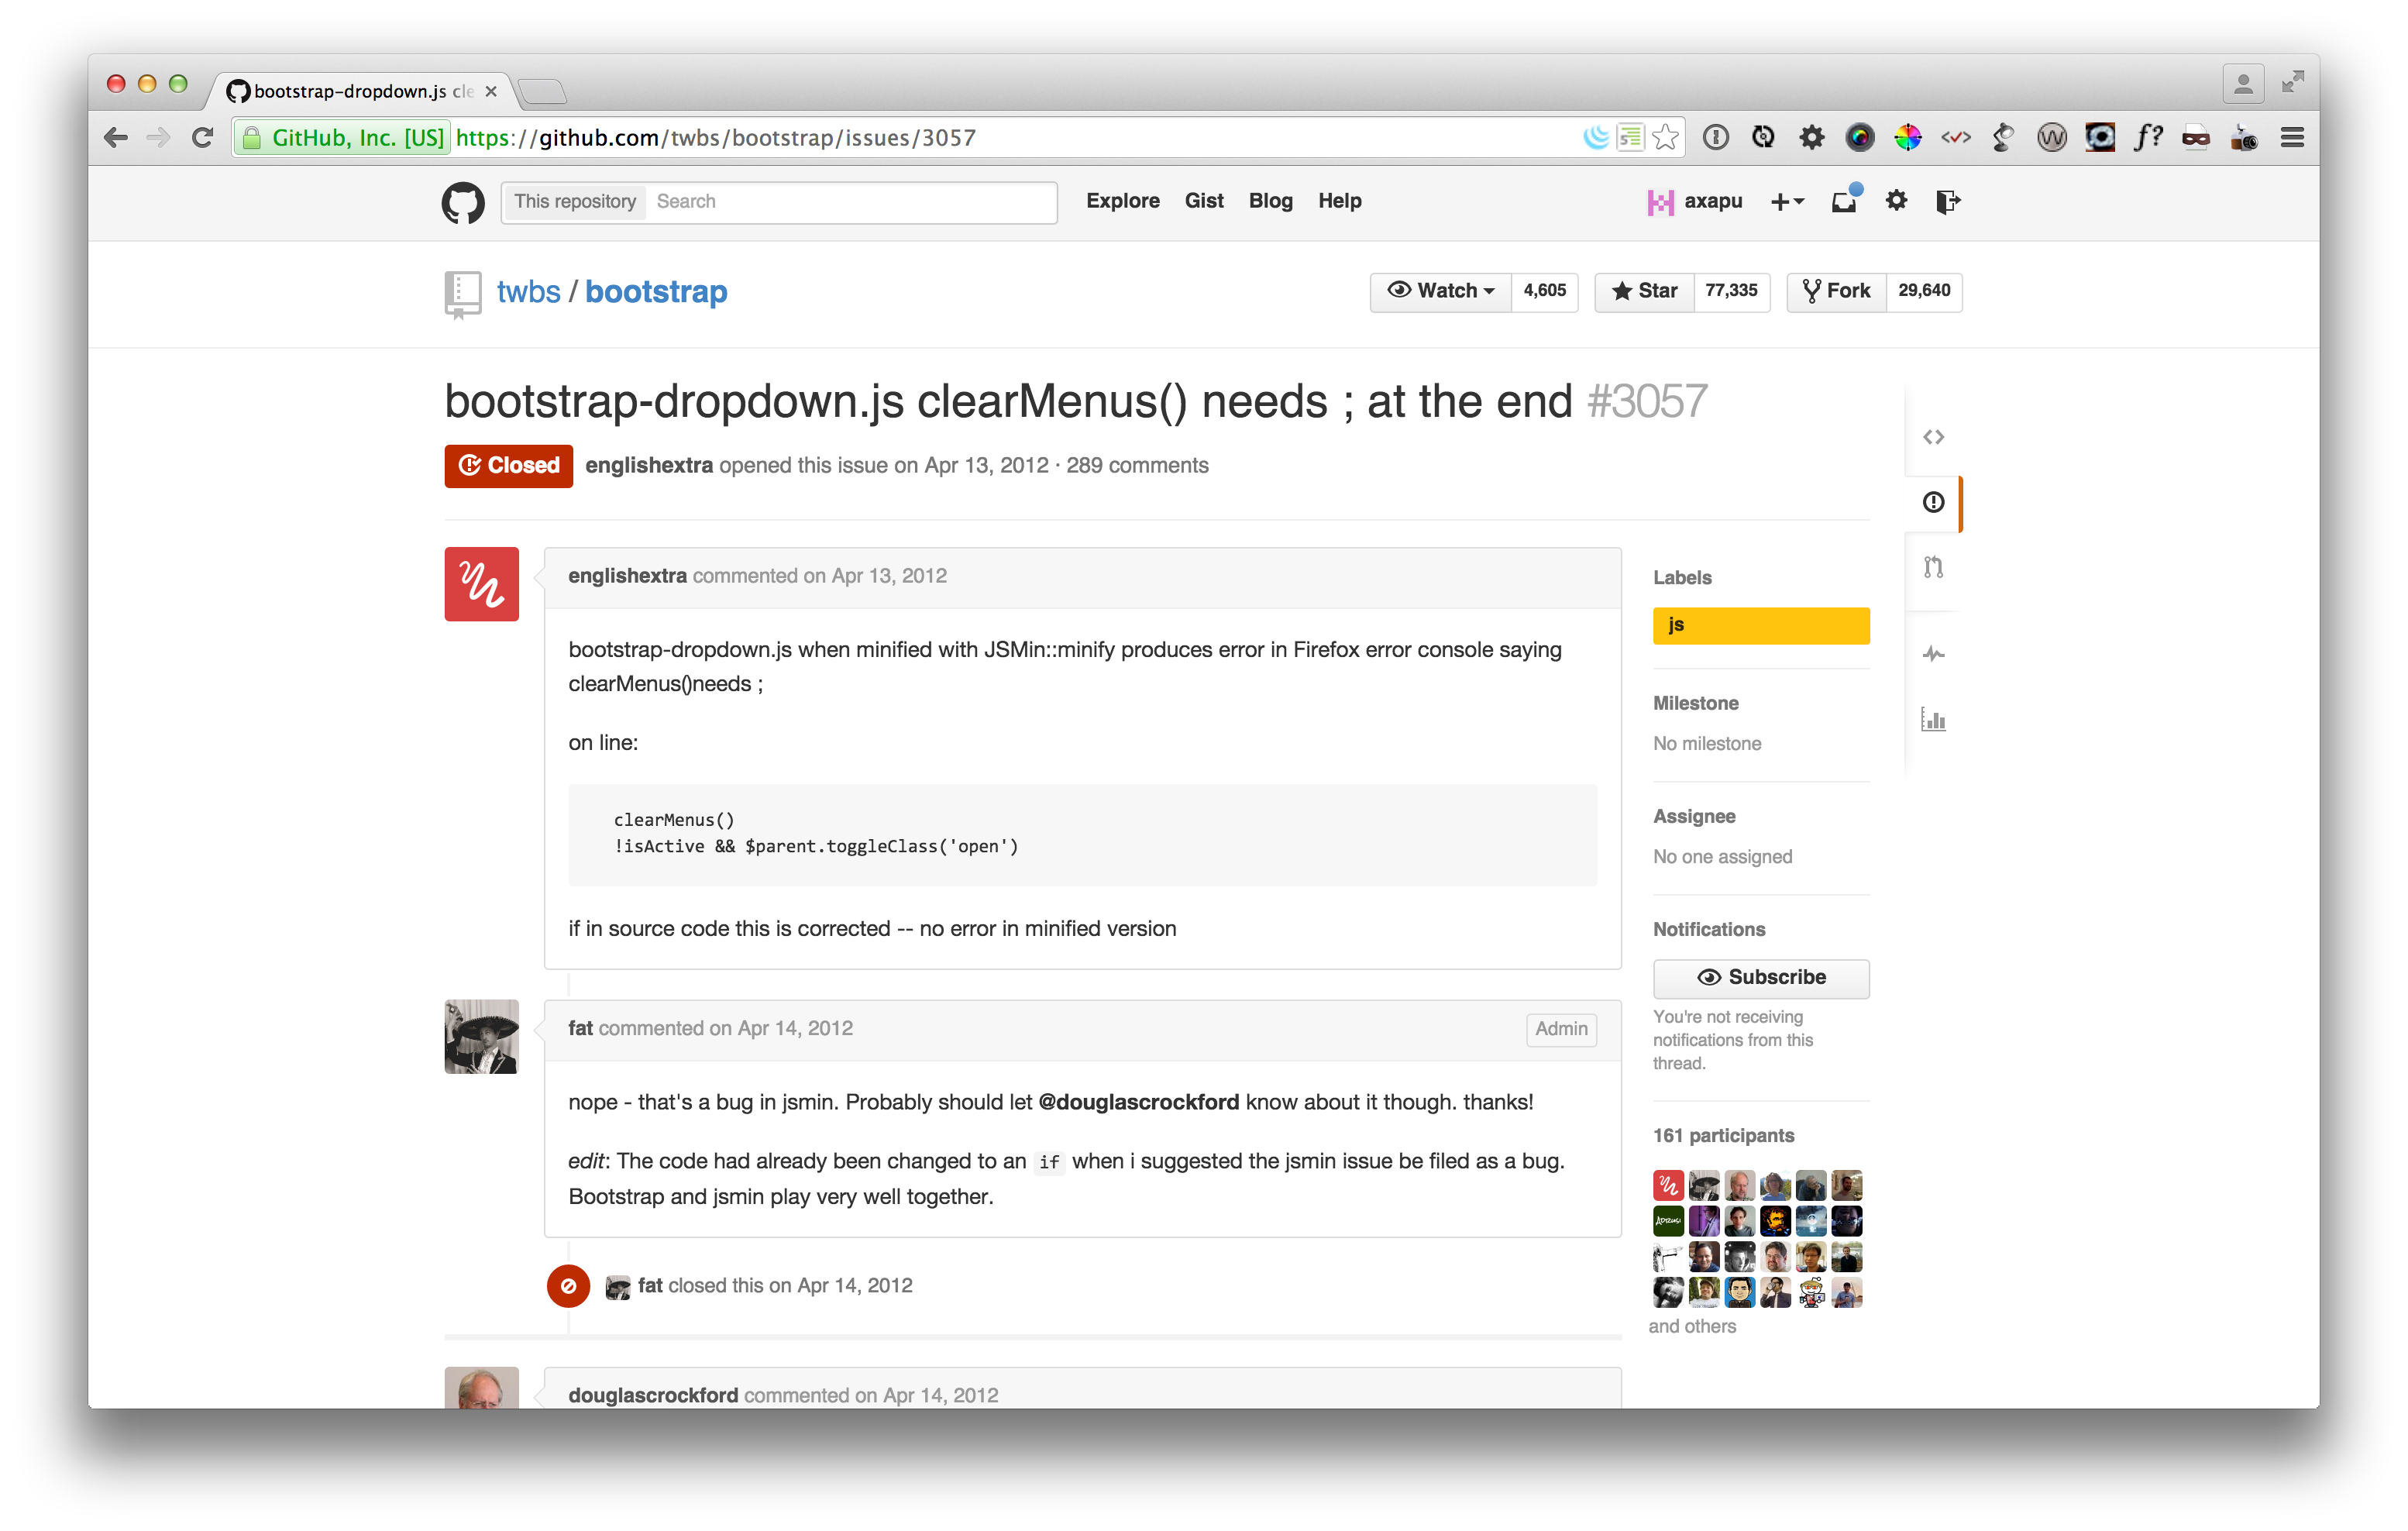 bootstrap-dropdown.js cle
GitHub, Inc. [US] https://github.com/twbs/bootstrap/issues/3057
This repository Search Explore Gist Blog Help axapu
twbs / bootstrap Watch 4,605 Star 77,335 Fork 29,640
bootstrap-dropdown.js clearMenus() needs ; at the end #3057
Closed englishextra opened this issue on Apr 13, 2012 · 289 comments
englishextra commented on Apr 13, 2012
bootstrap-dropdown.js when minified with JSMin::minify produces error in Firefox error console saying
clearMenus()needs ;
on line:
clearMenus()
!isActive && $parent.toggleClass('open')
if in source code this is corrected -- no error in minified version
fat commented on Apr 14, 2012 Admin
nope - that's a bug in jsmin. Probably should let @douglascrockford know about it though. thanks!
edit: The code had already been changed to an if when i suggested the jsmin issue be filed as a bug.
Bootstrap and jsmin play very well together.
fat closed this on Apr 14, 2012
douglascrockford commented on Apr 14, 2012
Labels
js
Milestone
No milestone
Assignee
No one assigned
Notifications
Subscribe
You're not receiving
notifications from this
thread.
161 participants
and others